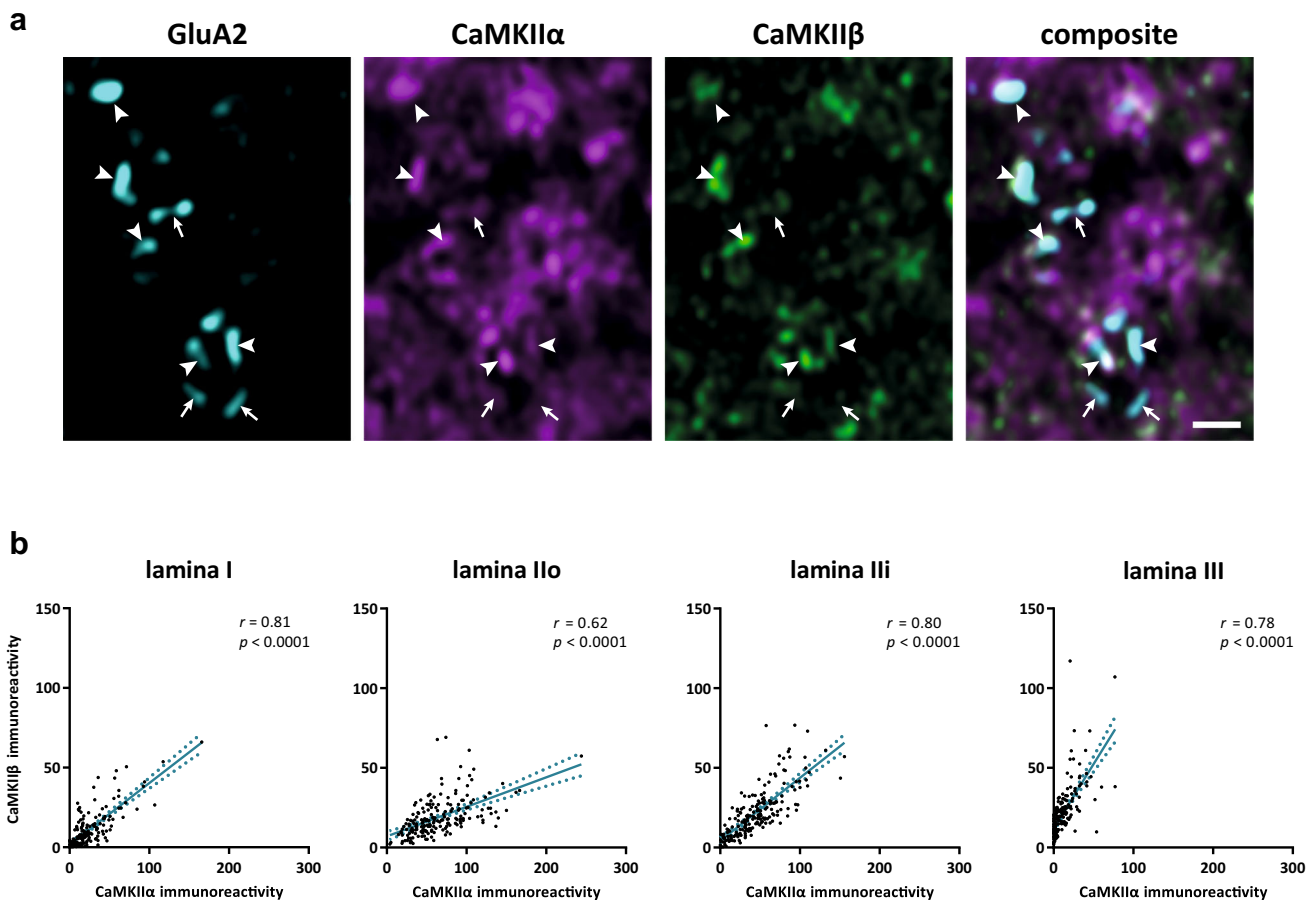 a
GluA2 CaMKIIα CaMKIIβ composite
b
lamina I lamina IIo lamina IIi lamina III
r = 0.81 r = 0.62 r = 0.80 r = 0.78
p < 0.0001 p < 0.0001 p < 0.0001 p < 0.0001
CaMKIIβ immunoreactivity
150 150 150 150
100 100 100 100
50 50 50 50
0 0 0 0
0 100 200 300 0 100 200 300 0 100 200 300 0 100 200 300
CaMKIIα immunoreactivity CaMKIIα immunoreactivity CaMKIIα immunoreactivity CaMKIIα immunoreactivity